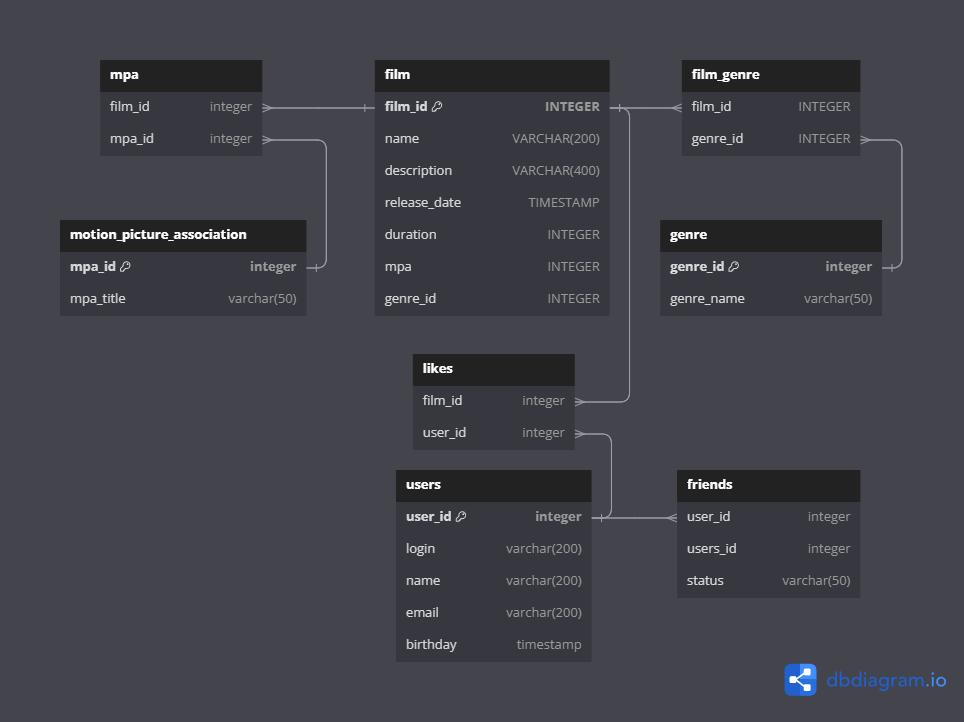 mpa
film_id integer
mpa_id integer
film
film_id INTEGER
name VARCHAR(200)
description VARCHAR(400)
release_date TIMESTAMP
duration INTEGER
mpa INTEGER
genre_id INTEGER
film_genre
film_id INTEGER
genre_id INTEGER
motion_picture_association
mpa_id integer
mpa_title varchar(50)
genre
genre_id integer
genre_name varchar(50)
likes
film_id integer
user_id integer
users
user_id integer
login varchar(200)
name varchar(200)
email varchar(200)
birthday timestamp
friends
user_id integer
users_id integer
status varchar(50)
dbdiagram.io